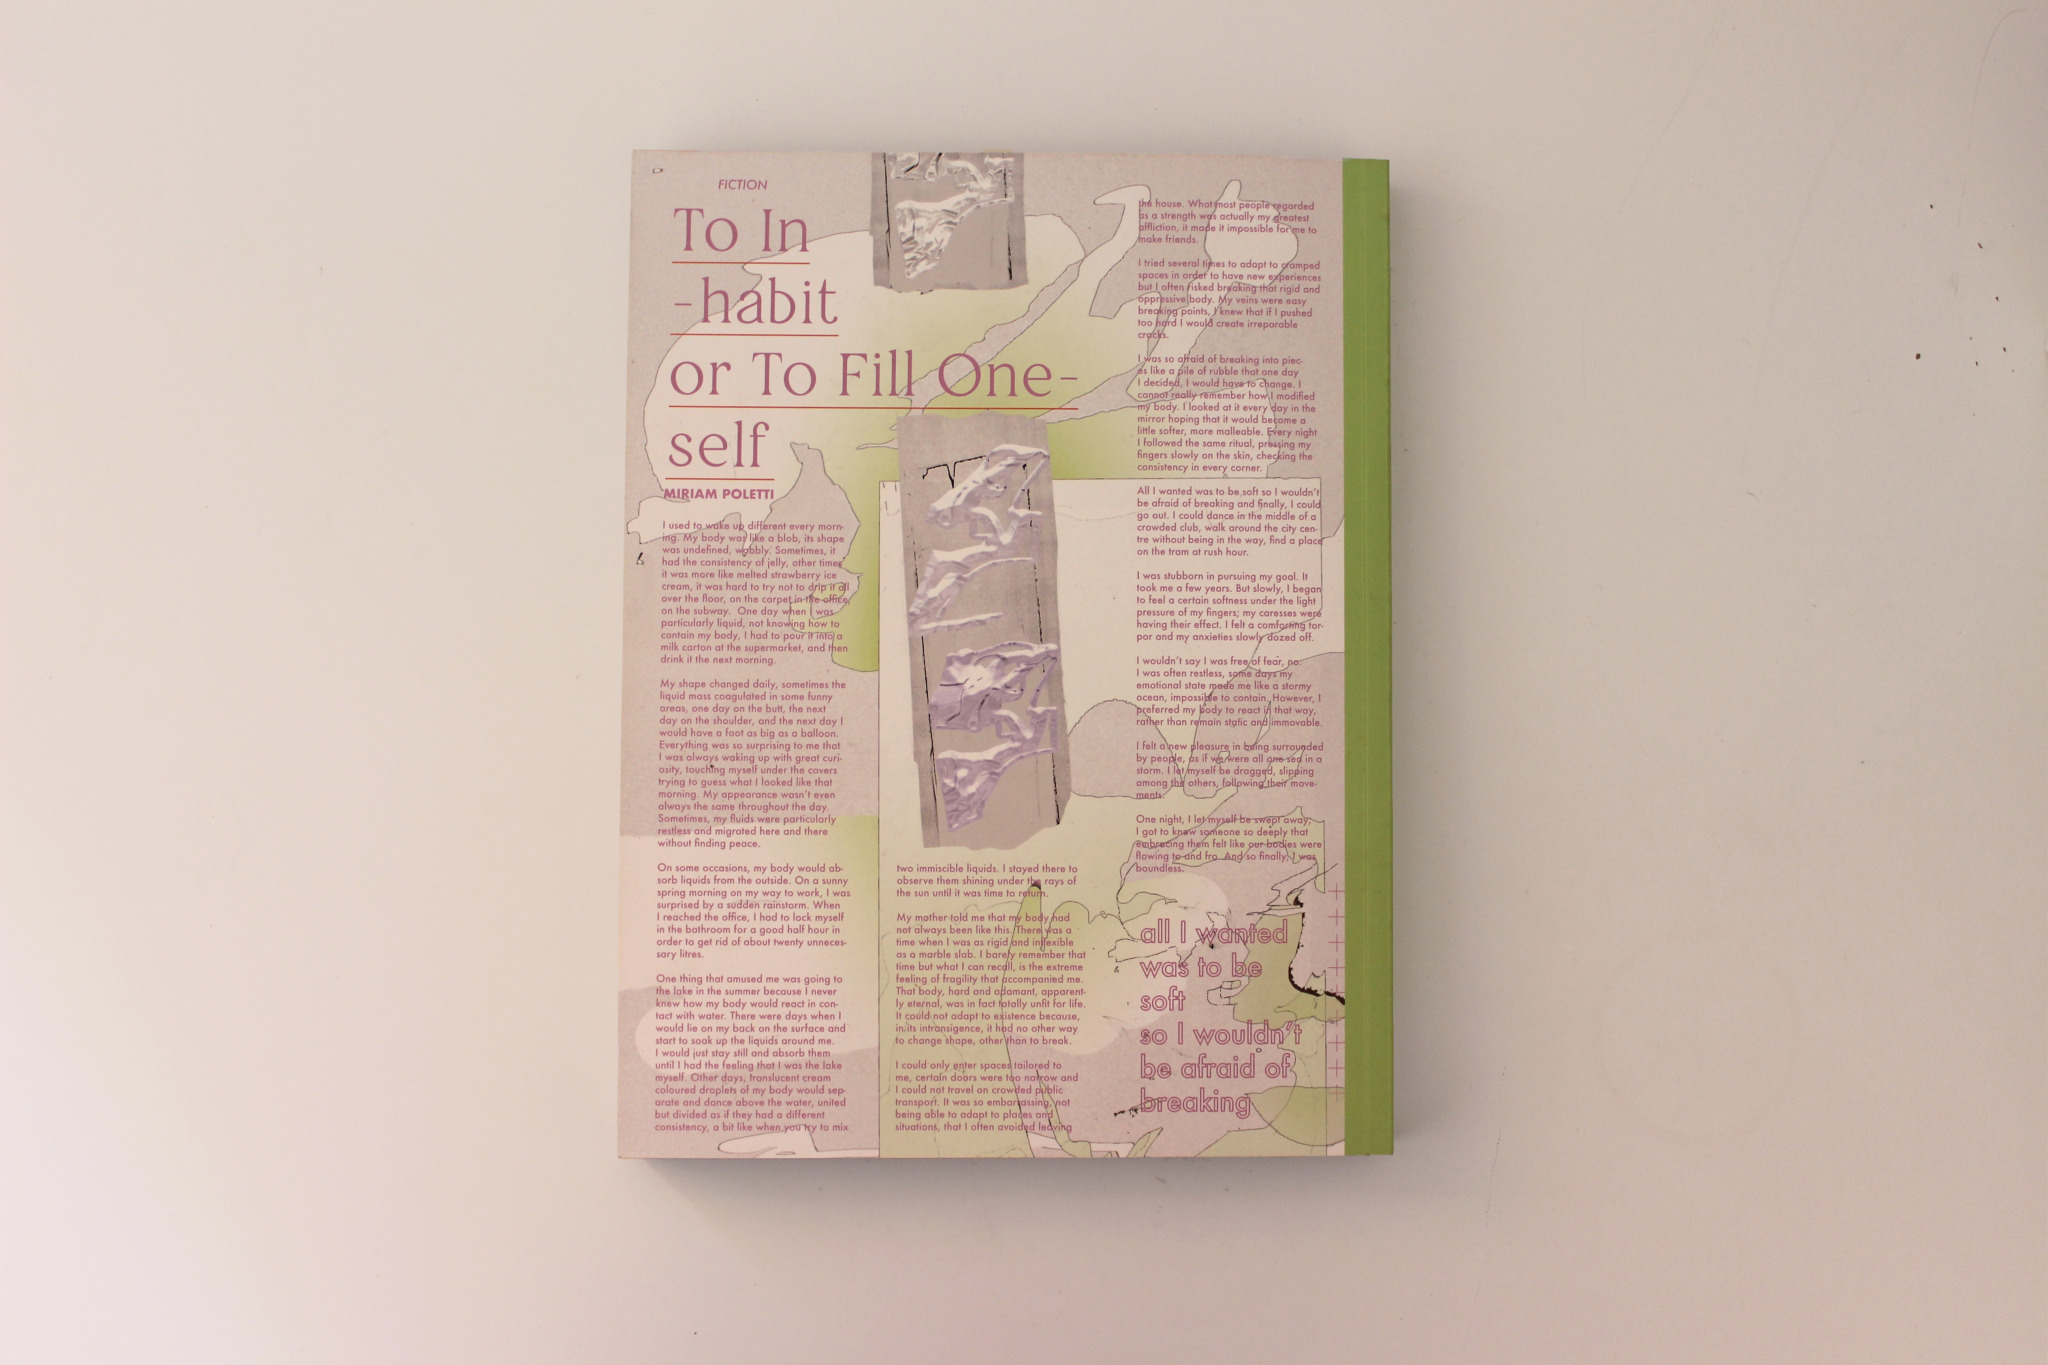 FICTION
To In
-habit
or To Fill One-
self
MIRIAM POLETTI
I used to wake up different every morn-
ing. My body was like a blob, its shape
was undefined, wobbly. Sometimes, it
had the consistency of jelly, other times
it was more like melted strawberry ice
cream, it was hard to try not to drip it all
over the floor, on the carpet in the office,
on the subway. One day when I was
particularly liquid, not knowing how to
contain my body, I had to pour it into a
milk carton at the supermarket, and then
drink it the next morning.
My shape changed daily, sometimes the
liquid mass coagulated in some funny
areas, one day on the butt, the next
day on the shoulder, and the next day I
would have a foot as big as a balloon.
Everything was so surprising to me that
I was always waking up with great curi-
osity, touching myself under the covers
trying to guess what I looked like that
morning. My appearance wasn't even
always the same throughout the day.
Sometimes, my fluids were particularly
restless and migrated here and there
without finding peace.
On some occasions, my body would ab-
sorb liquids from the outside. On a sunny
spring morning on my way to work, I was
surprised by a sudden rainstorm. When
I reached the office, I had to lock myself
in the bathroom for a good half hour in
order to get rid of about twenty unneces-
sary litres.
One thing that amused me was going to
the lake in the summer because I never
knew how my body would react in con-
tact with water. There were days when I
would lie on my back on the surface and
start to soak up the liquids around me.
I would just stay still and absorb them
until I had the feeling that I was the lake
myself. Other days, translucent cream
coloured droplets of my body would sep-
arate and dance above the water, united
but divided as if they had a different
consistency, a bit like when you try to mix
two immiscible liquids. I stayed there to
observe them shining under the rays of
the sun until it was time to return.
My mother told me that my body had
not always been like this. There was a
time when I was as rigid and inflexible
as a marble slab. I barely remember that
time but what I can recall, is the extreme
feeling of fragility that accompanied me.
That body, hard and adamant, apparent-
ly eternal, was in fact totally unfit for life.
It could not adapt to existence because,
in its intransigence, it had no other way
to change shape, other than to break.
I could only enter spaces tailored to
me, certain doors were too narrow and
I could not travel on crowded public
transport. It was so embarrassing, not
being able to adapt to places and
situations, that I often avoided leaving
the house. What most people regarded
as a strength was actually my greatest
affliction, it made it impossible for me to
make friends.
I tried several times to adapt to cramped
spaces in order to have new experiences
but I often risked breaking that rigid and
oppressive body. My veins were easy
breaking points, I knew that if I pushed
too hard I would create irreparable
cracks.
I was so afraid of breaking into piec-
es like a pile of rubble that one day
I decided, I would have to change. I
cannot really remember how I modified
my body. I looked at it every day in the
mirror hoping that it would become a
little softer, more malleable. Every night
I followed the same ritual, pressing my
fingers slowly on the skin, checking the
consistency in every corner.
All I wanted was to be soft so I wouldn't
be afraid of breaking and finally, I could
go out. I could dance in the middle of a
crowded club, walk around the city cen-
tre without being in the way, find a place
on the tram at rush hour.
I was stubborn in pursuing my goal. It
took me a few years. But slowly, I began
to feel a certain softness under the light
pressure of my fingers; my caresses were
having their effect. I felt a comforting tor-
por and my anxieties slowly dozed off.
I wouldn't say I was free of fear, no.
I was often restless, some days my
emotional state made me like a stormy
ocean, impossible to contain. However, I
preferred my body to react in that way,
rather than remain static and immovable.
I felt a new pleasure in being surrounded
by people, as if we were all one sea in a
storm. I let myself be dragged, slipping
among the others, following their move-
ments.
One night, I let myself be swept away;
I got to know someone so deeply that
embracing them felt like our bodies were
flowing to and fro. And so finally, I was
boundless.
all I wanted
was to be
soft
so I wouldn't
be afraid of
breaking